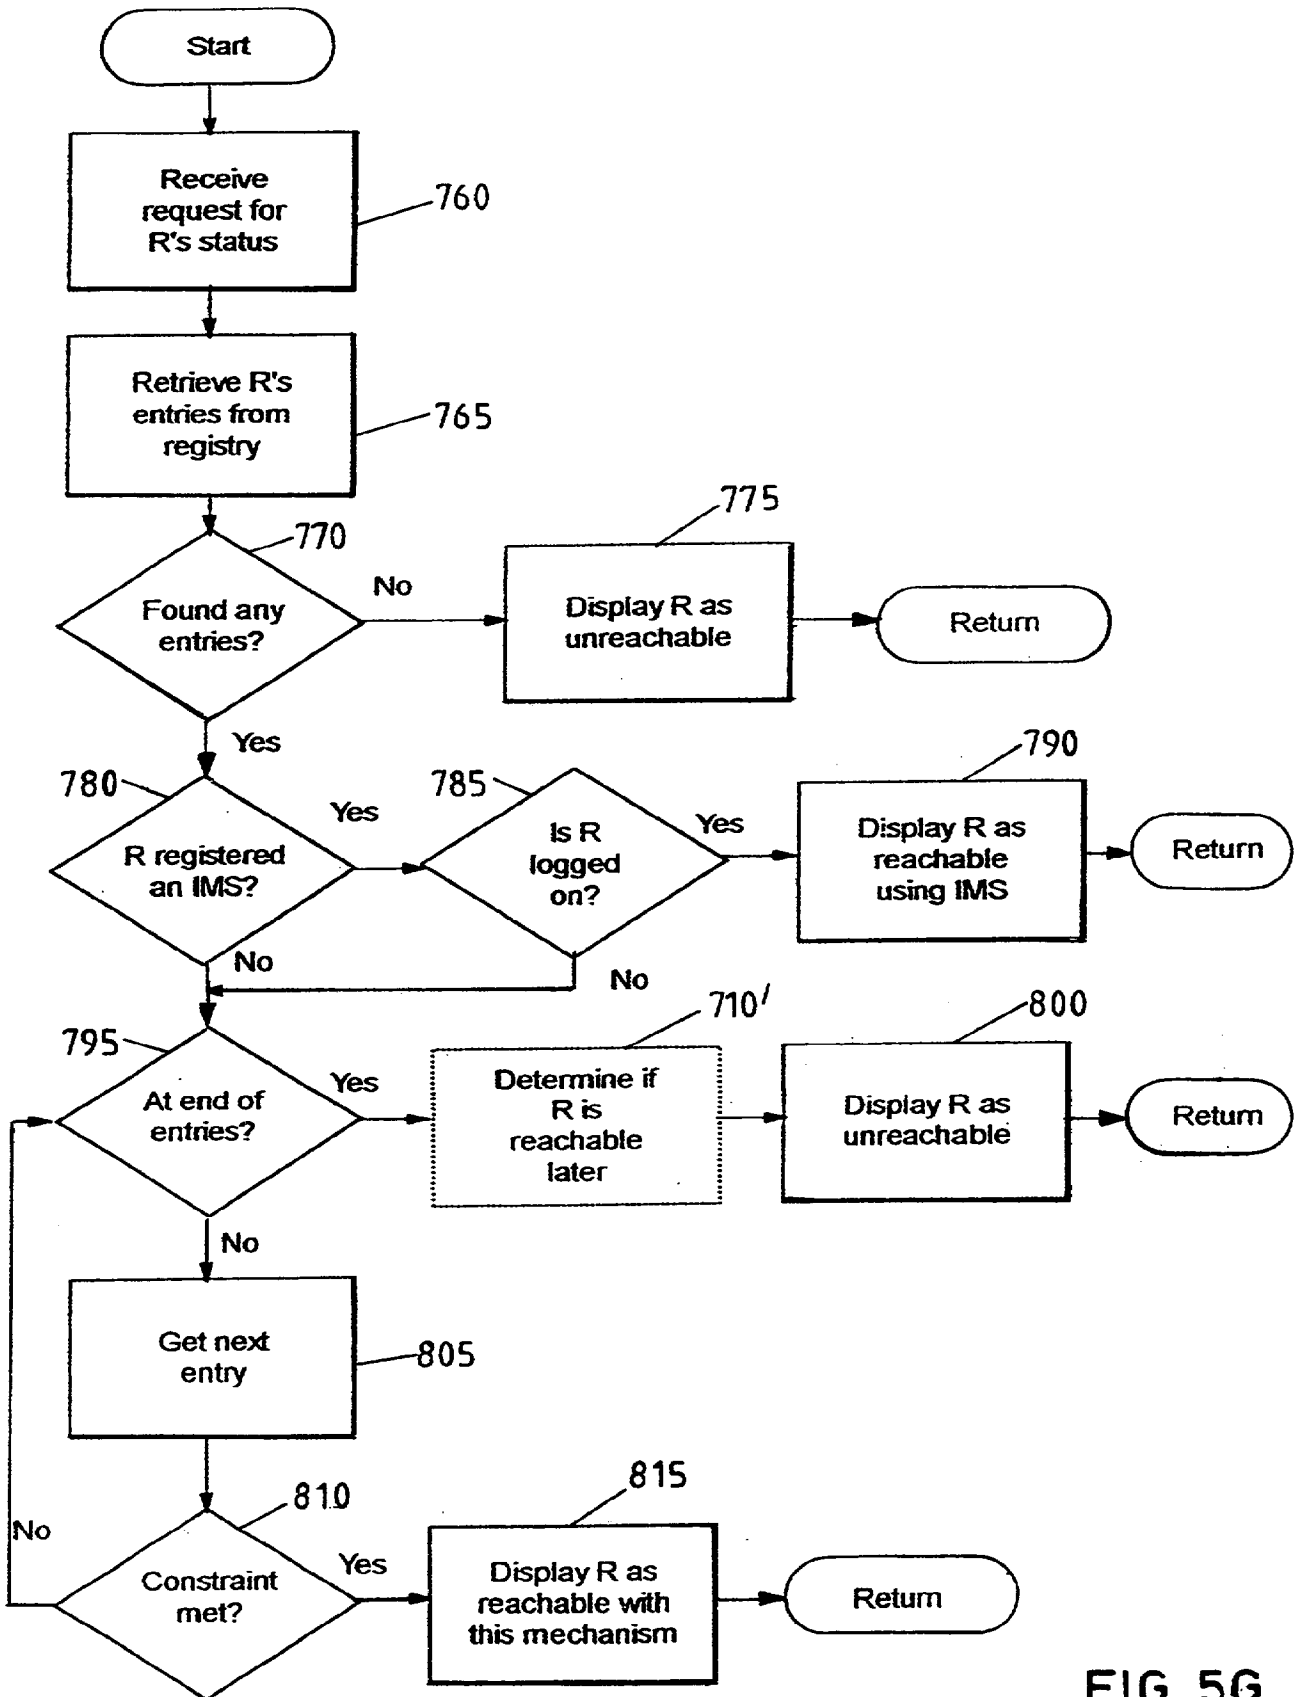 Start
Receive
request for
R's status
760
Retrieve R's
entries from
registry
765
770
Found any
entries?
No
775
Display R as
unreachable
Return
Yes
780
R registered
an IMS?
Yes
785
Is R
logged
on?
Yes
790
Display R as
reachable
using IMS
Return
No
No
795
At end of
entries?
Yes
710'
Determine if
R is
reachable
later
800
Display R as
unreachable
Return
No
Get next
entry
805
810
No
Constraint
met?
Yes
815
Display R as
reachable with
this mechanism
Return
FIG. 5G